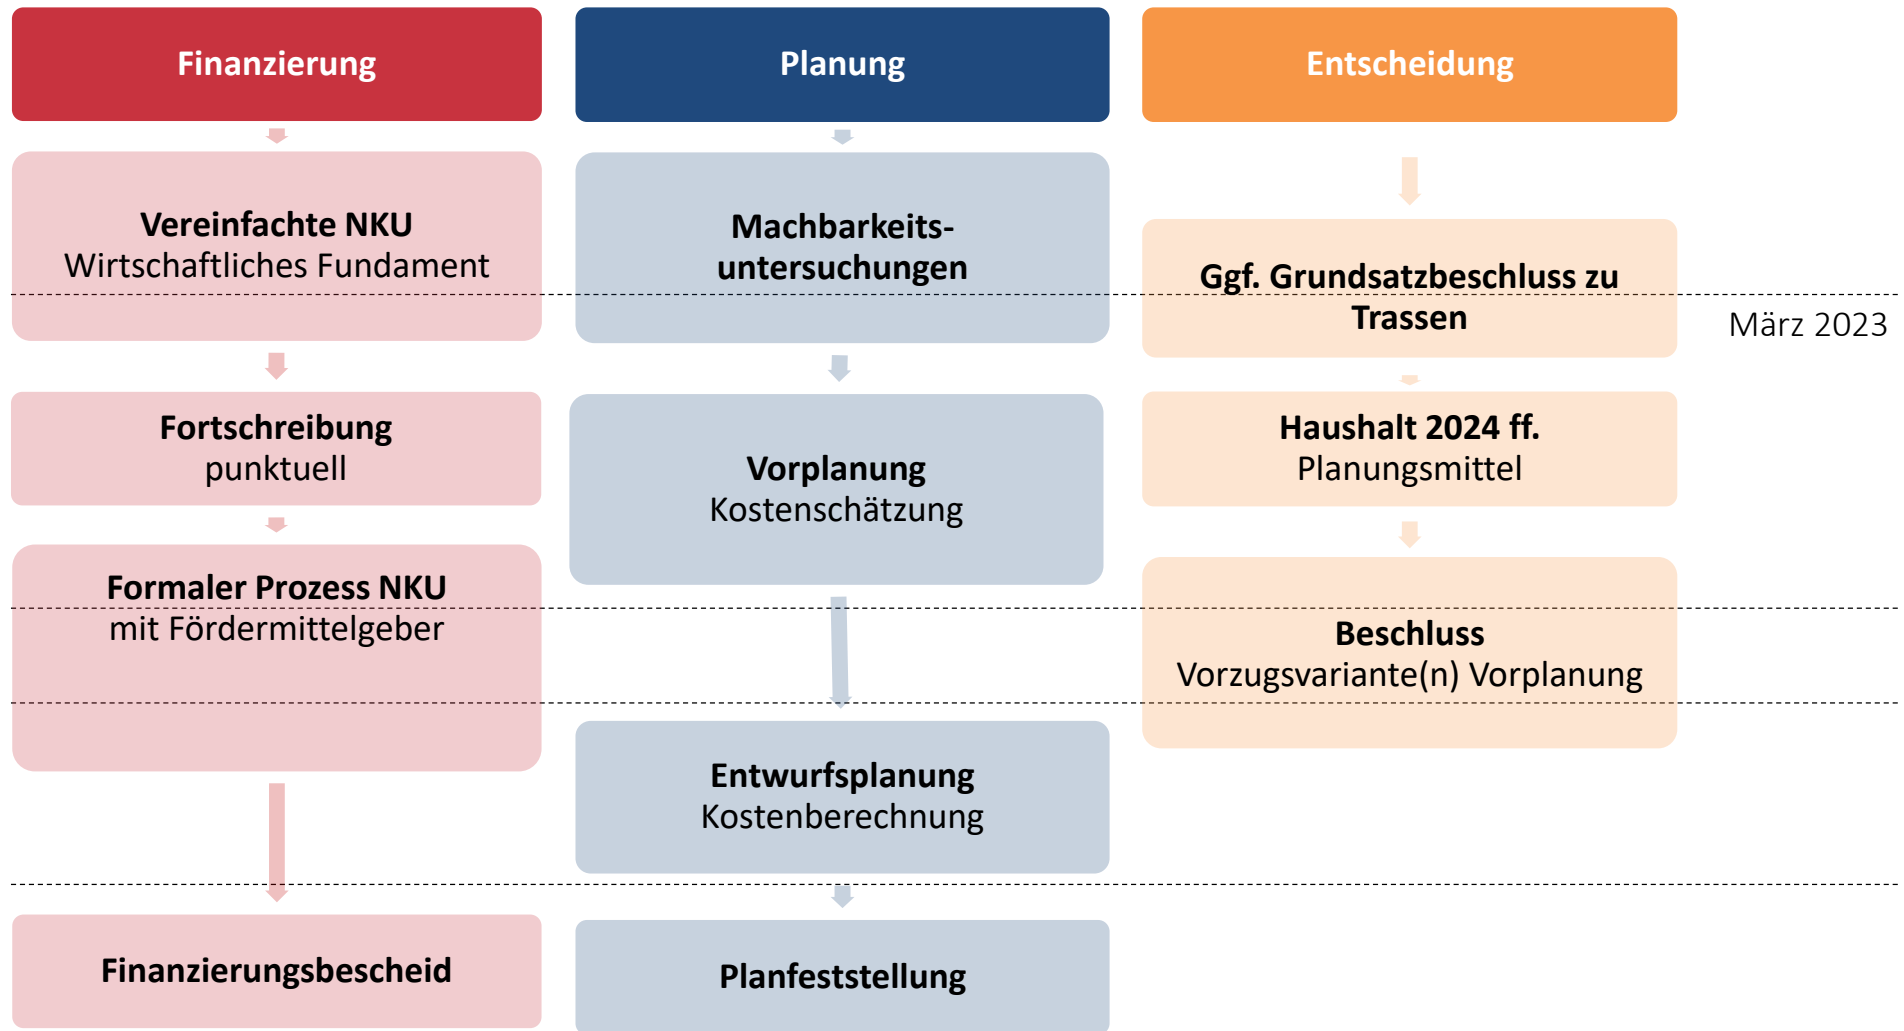 Finanzierung
Planung
Entscheidung
Vereinfachte NKU
Wirtschaftliches Fundament
Machbarkeits-
untersuchungen
Ggf. Grundsatzbeschluss zu
Trassen
März 2023
Fortschreibung
punktuell
Vorplanung
Kostenschätzung
Haushalt 2024 ff.
Planungsmittel
Formaler Prozess NKU
mit Fördermittelgeber
Beschluss
Vorzugsvariante(n) Vorplanung
Entwurfsplanung
Kostenberechnung
Finanzierungsbescheid
Planfeststellung